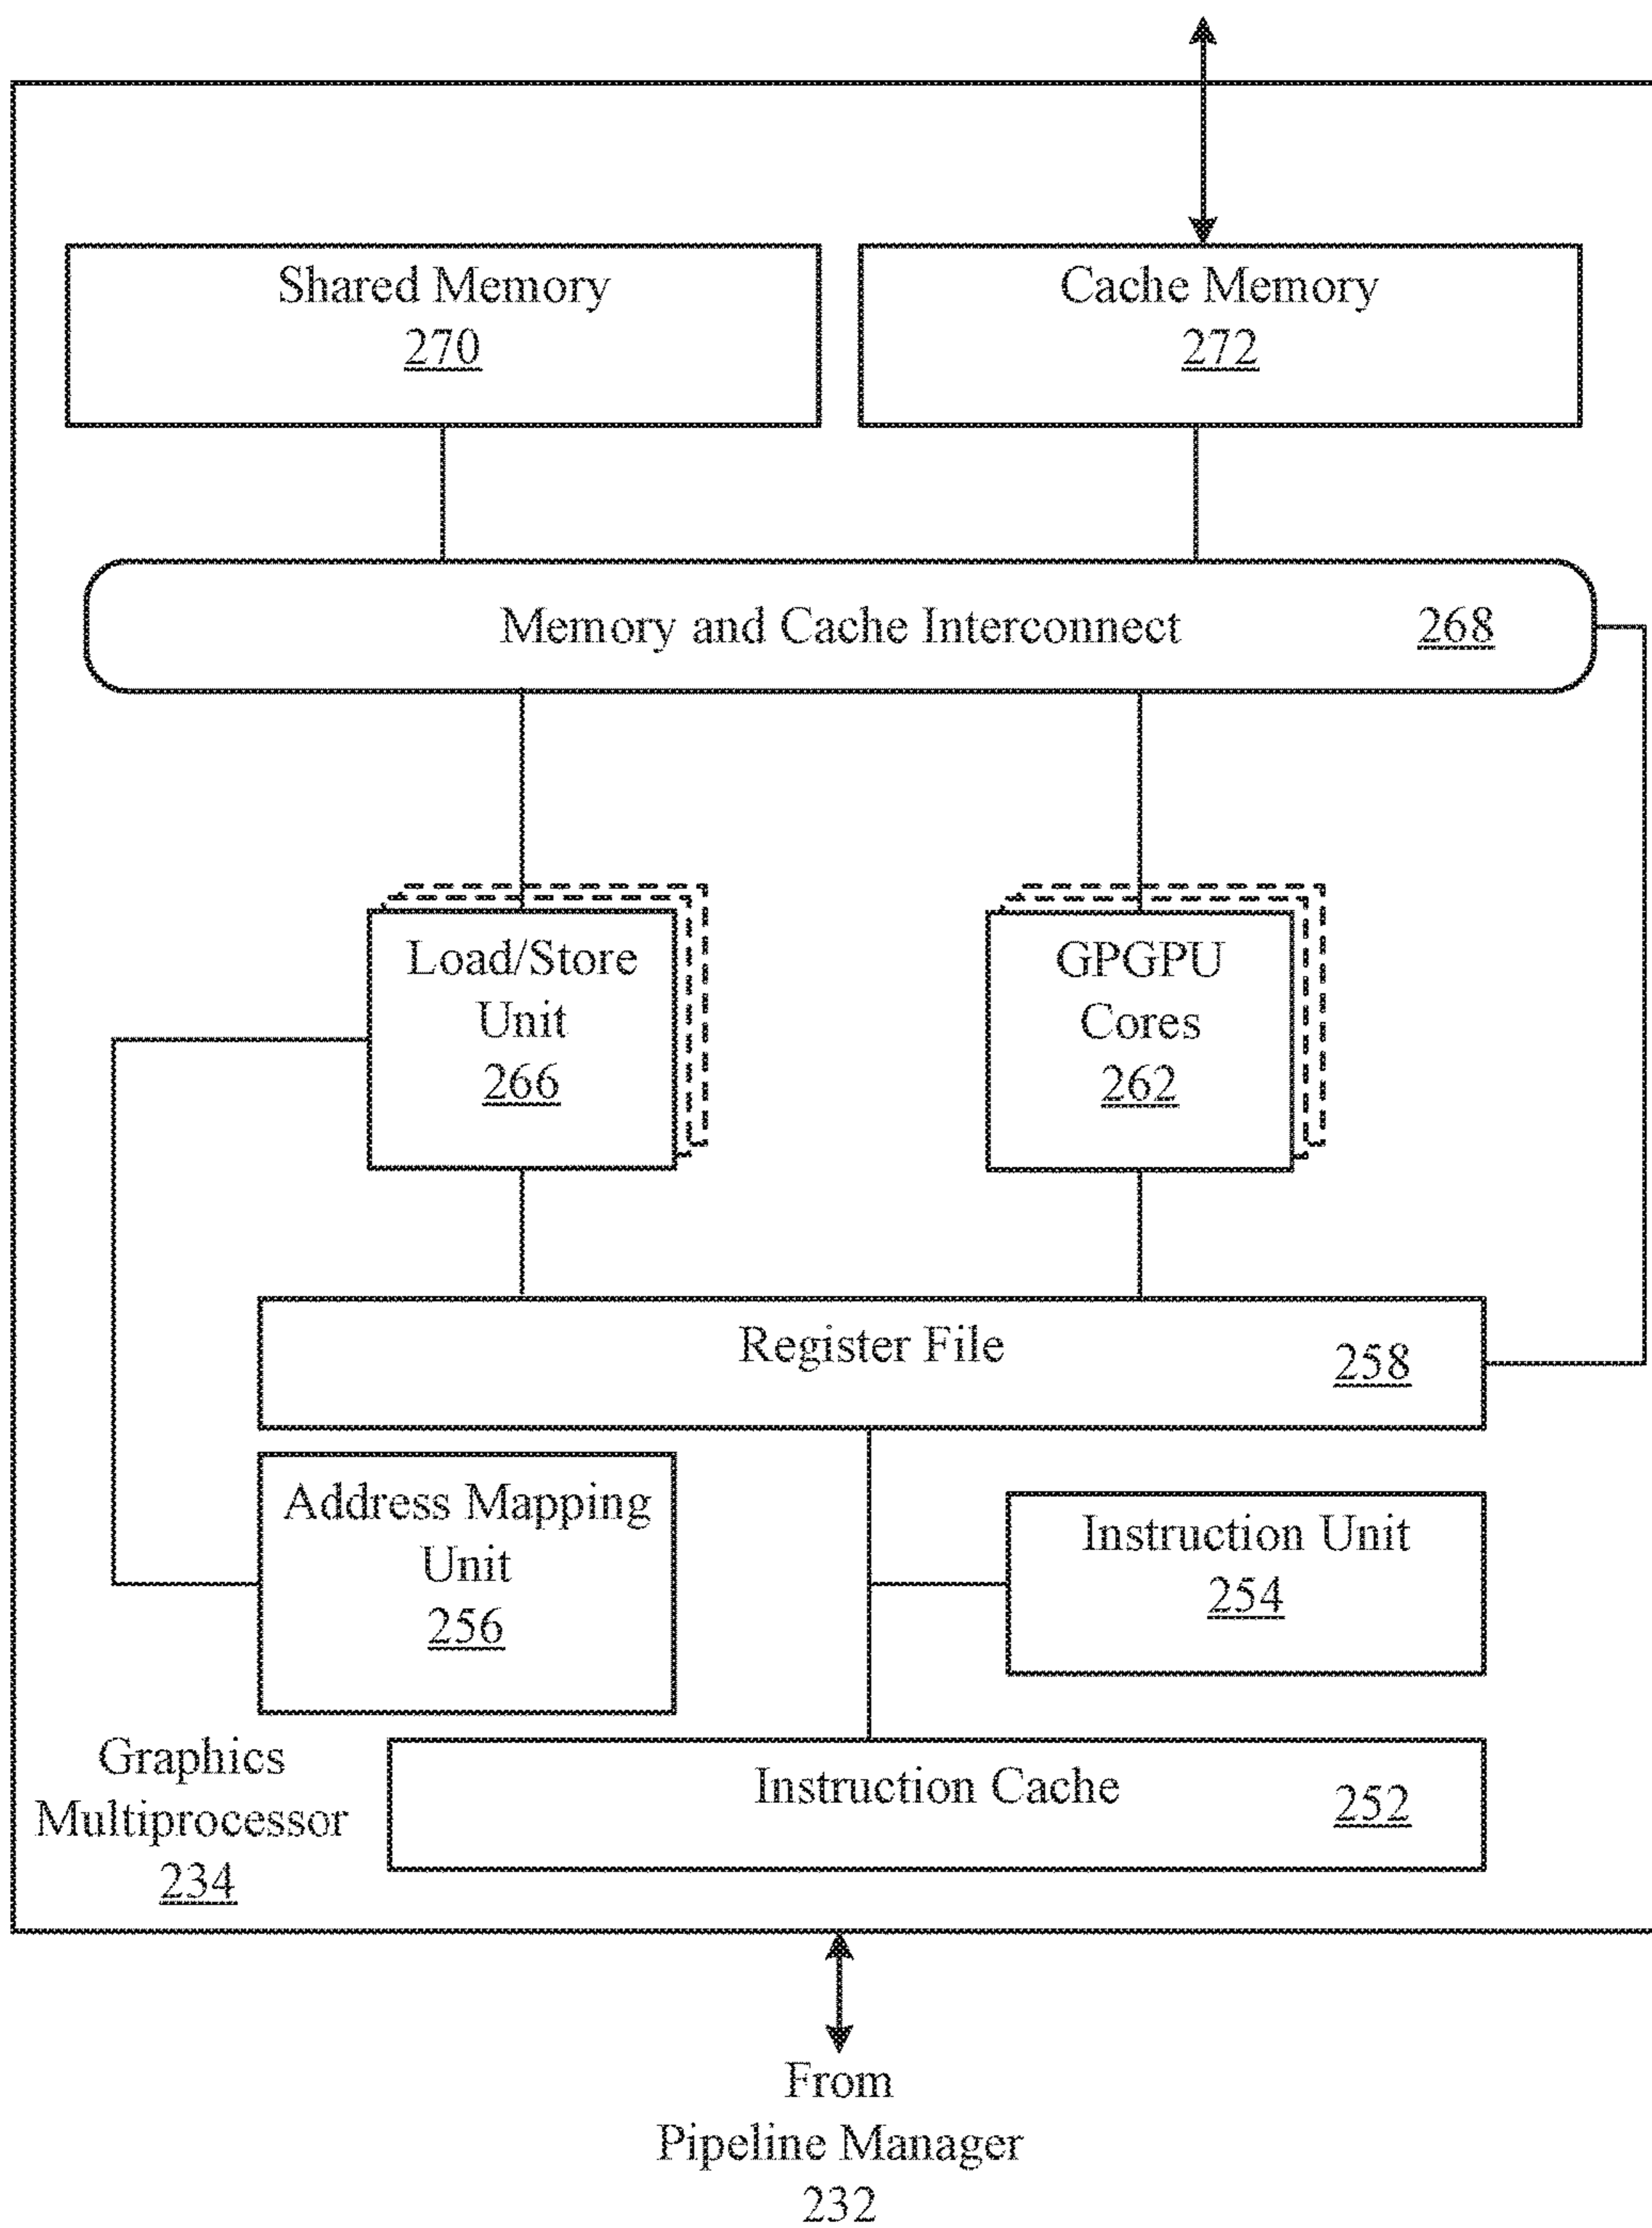 Shared Memory
270
Cache Memory
272
Memory and Cache Interconnect 268
Load/Store
Unit
266
GPGPU
Cores
262
Register File 258
Address Mapping
Unit
256
Instruction Unit
254
Graphics
Multiprocessor
234
Instruction Cache 252
From
Pipeline Manager
232